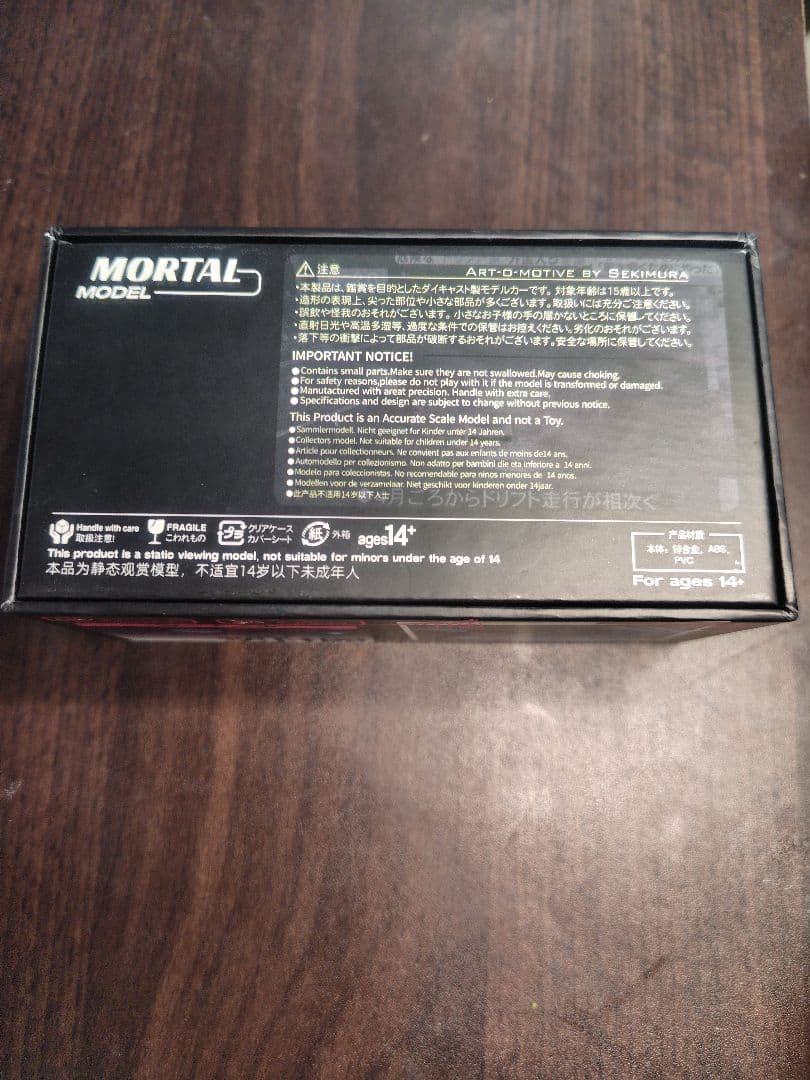 MORTAL
MODEL
注意
ART-O-MOTIVE BY SEKIMURA
・本製品は、鑑賞を目的としたダイキャスト製モデルカーです。対象年齢は15歳以上です。
・造形の表現上、尖った部位や小さな部品が多くございます。取扱いには充分ご注意ください。
・誤飲や怪我のおそれがございます。小さなお子様の手の届かないところに保管してください。
・直射日光や高温多湿等、過度な条件での保管はお控えください。劣化のおそれがございます。
・落下等の衝撃によって部品が破断するおそれがございます。安全な場所に保管してください。
IMPORTANT NOTICE!
●Contains small parts.Make sure they are not swallowed.May cause choking.
●For safety reasons,please do not play with it if the model is transformed or damaged.
●Manutactured with areat precision. Handle with extra care,
●Specifications and design are subject to change without previous notice.
This Product is an Accurate Scale Model and not a Toy.
●Sammlermodell. Nicht geeignet fur Kinder unter 14 Jahren.
●Collectors model. Not suitable for children under 14 years.
●Article pour collectionneurs. Ne convient pas aux enfants de moins de14 ans.
●Automodello per collezionismo. Non adatto per bambini die eta inferiore a 14 anni.
●Modelo para coleccionistas. No recomendable para ninos menores de 14 anos.
●Modellen voor de verzamelaar. Niet geschikt voor kinderen onder 14jaar.
●此产品不适用14岁以下人士
月ごろからドリフト走行が相次ぐ
Handle with care
取扱注意!
FRAGILE
こわれもの
プラ
クリアケース
カバーシート
紙
外箱
ages14+
产品材质
本体：锌合金，ABS,
PVC
This product is a static viewing model, not suitable for minors under the age of 14
本品为静态观赏模型，不适宜14岁以下未成年人
For ages 14+